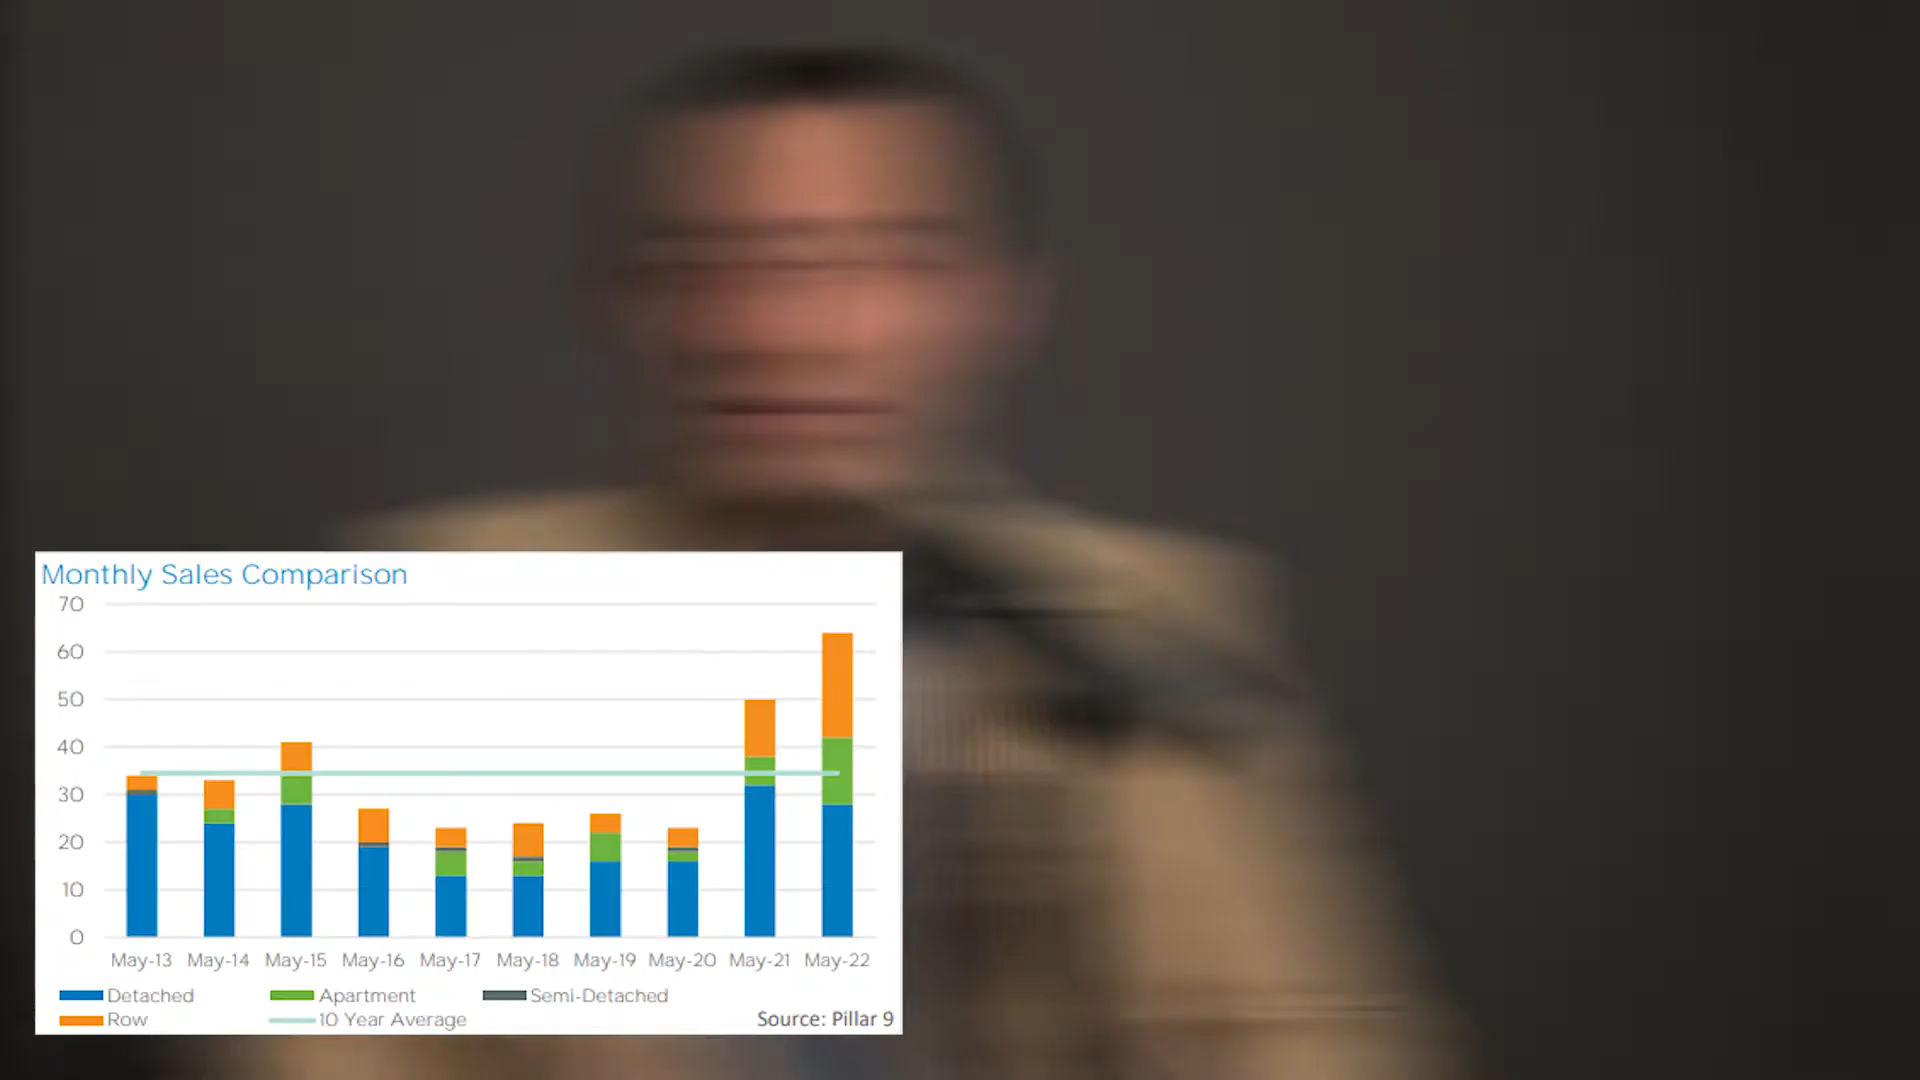 Monthly Sales Comparison
70
60
50
40
30
20
10
0
May-13 May-14 May-15 May-16 May-17 May-18 May-19 May-20 May-21 May-22
Detached Apartment Semi-Detached
Row 10 Year Average Source: Pillar 9